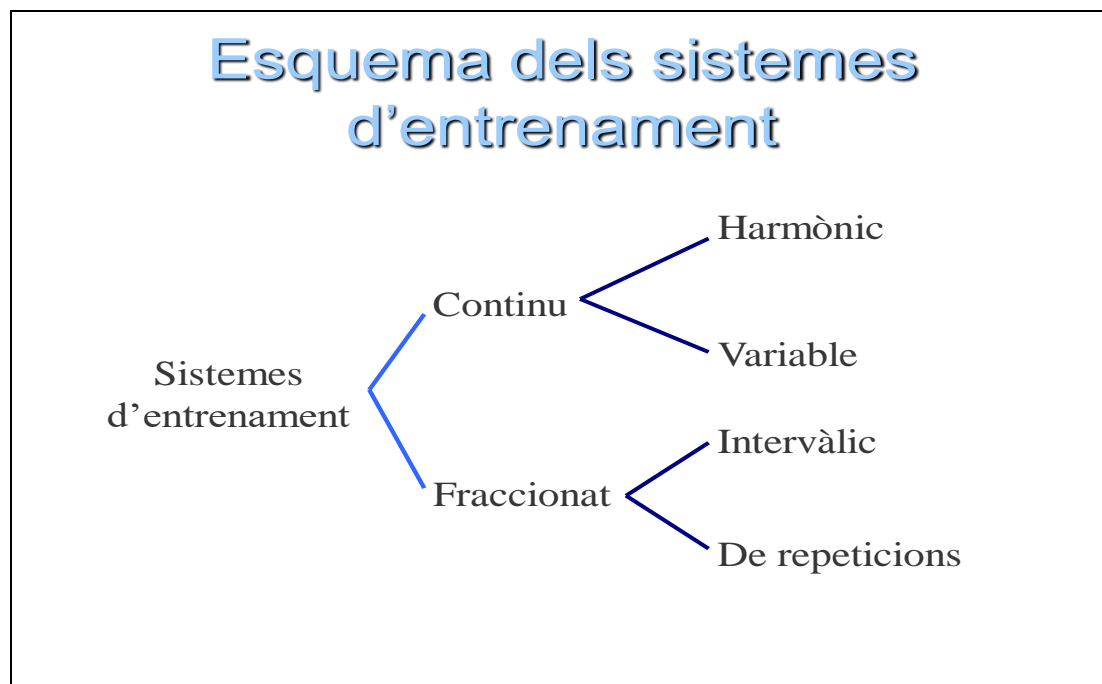 Esquema dels sistemes
d’entrenament
Harmònic
Continu
Variable
Sistemes
d’entrenament
Intervàlic
Fraccionat
De repeticions